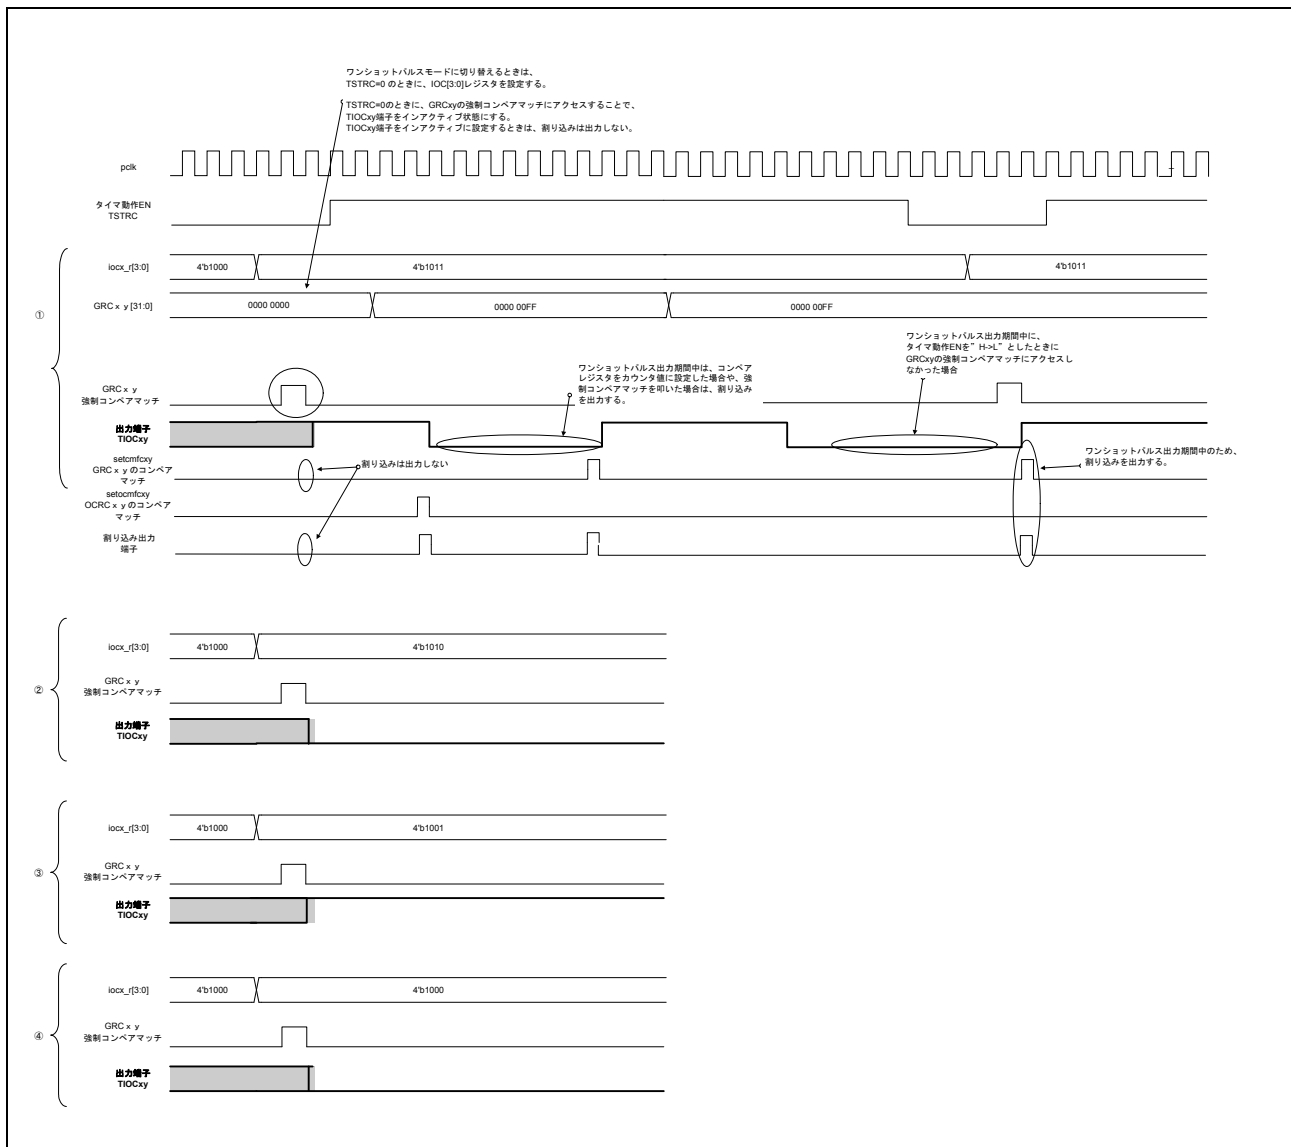 ワンショットパルスモードに切り替えるときは、
TSTRC=0 のときに、IOC[3:0]レジスタを設定する。
TSTRC=0のときに、GRCxyの強制コンペアマッチにアクセスすることで、
TIOCxy端子をインアクティブ状態にする。
TIOCxy端子をインアクティブに設定するときは、割り込みは出力しない。
pclk
タイマ動作EN
TSTRC
①
iocx_r[3:0]
4'b1000
4'b1011
4'b1011
GRCｘｙ[31:0]
0000 0000
0000 00FF
0000 00FF
ワンショットパルス出力期間中に、
タイマ動作ENを”H->L”としたときに
GRCxyの強制コンペアマッチにアクセスし
なかった場合
ワンショットパルス出力期間中は、コンペア
レジスタをカウンタ値に設定した場合や、強
制コンペアマッチを叩いた場合は、割り込み
を出力する。
GRCｘｙ
強制コンペアマッチ
出力端子
TIOCxy
setcmfcxy
GRCｘｙのコンペア
マッチ
割り込みは出力しない
ワンショットパルス出力期間中のため、
割り込みを出力する。
setocmfcxy
OCRCｘｙのコンペア
マッチ
割り込み出力
端子
②
iocx_r[3:0]
4'b1000
4'b1010
GRCｘｙ
強制コンペアマッチ
出力端子
TIOCxy
③
iocx_r[3:0]
4'b1000
4'b1001
GRCｘｙ
強制コンペアマッチ
出力端子
TIOCxy
④
iocx_r[3:0]
4'b1000
4'b1000
GRCｘｙ
強制コンペアマッチ
出力端子
TIOCxy